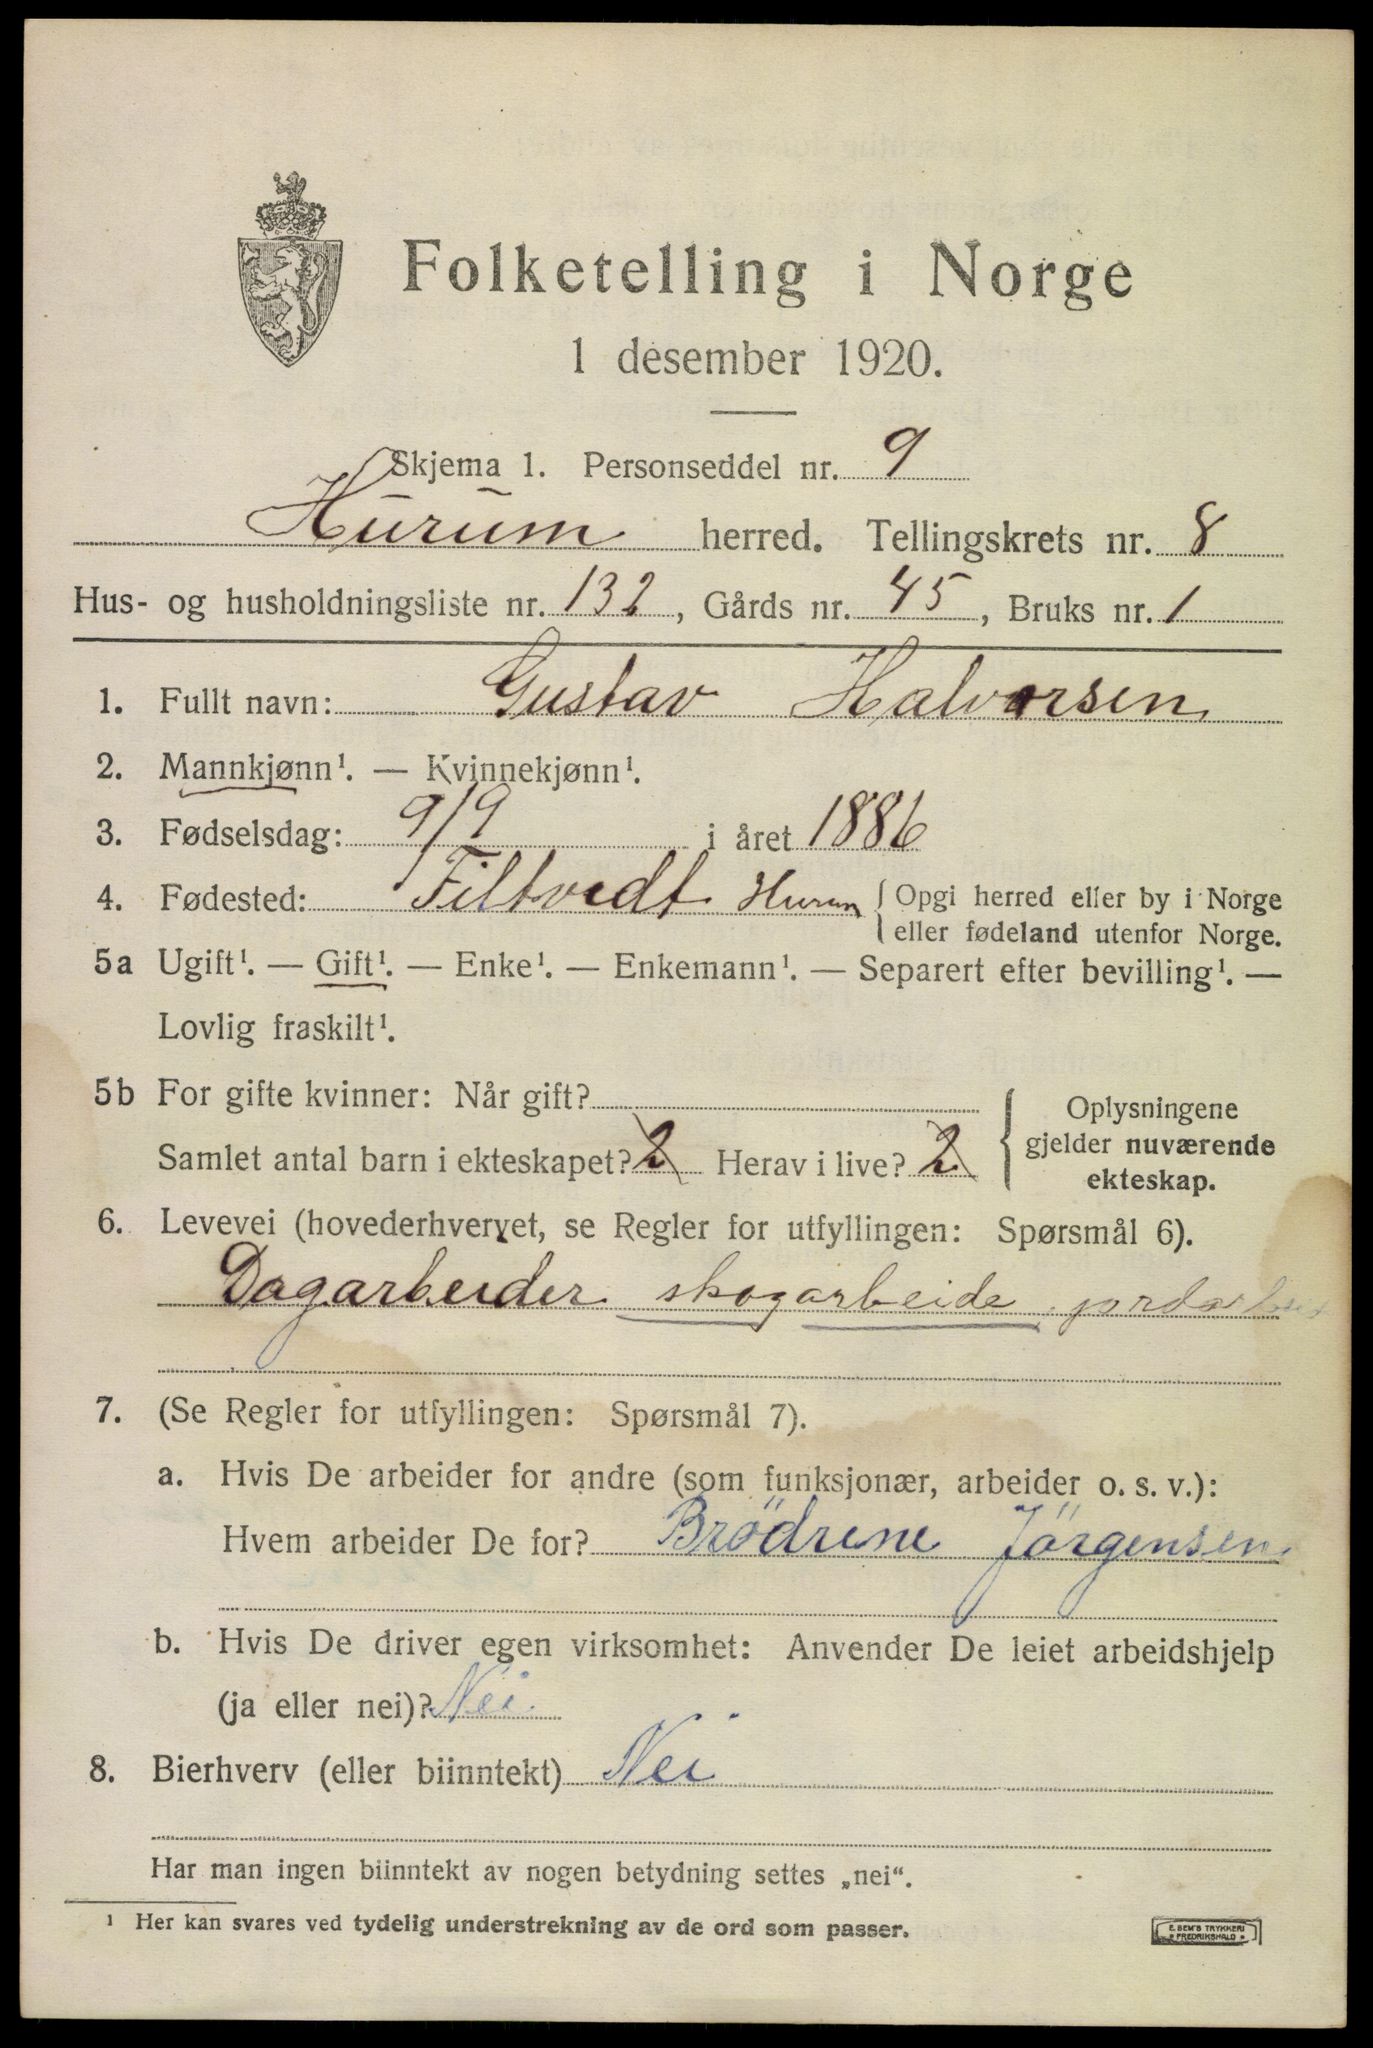 Folketelling i Norge
1 desember 1920.
Skjema 1. Personseddel nr. 9
Hurum herred. Tellingskrets nr. 8
Hus- og husholdningsliste nr. 132, Gårds nr. 45, Bruks nr. 1
1. Fullt navn: Gustav Halvorsen
2. Mannkjønn¹. — Kvinnekjønn¹.
3. Fødselsdag: 9/9 i året 1886
4. Fødested: Filtvedt Hurum { Opgi herred eller by i Norge
eller fødeland utenfor Norge.
5a Ugift¹. — Gift¹. — Enke¹. — Enkemann¹. — Separert efter bevilling¹. —
Lovlig fraskilt¹.
5b For gifte kvinner: Når gift?
Samlet antal barn i ekteskapet? 2 Herav i live? 2
Oplysningene
gjelder nuværende
ekteskap.
6. Levevei (hovederhvervet, se Regler for utfyllingen: Spørsmål 6).
Dagarbeider skogarbeide
7. (Se Regler for utfyllingen: Spørsmål 7).
a. Hvis De arbeider for andre (som funksjonær, arbeider o. s. v.):
Hvem arbeider De for? Brödrene Jörgensen
b. Hvis De driver egen virksomhet: Anvender De leiet arbeidshjelp
(ja eller nei)? Nei
8. Bierhverv (eller biinntekt) Nei
Har man ingen biinntekt av nogen betydning settes „nei“.
¹ Her kan svares ved tydelig understrekning av de ord som passer.
E. SEM'S TRYKKERI
FREDRIKSHALD